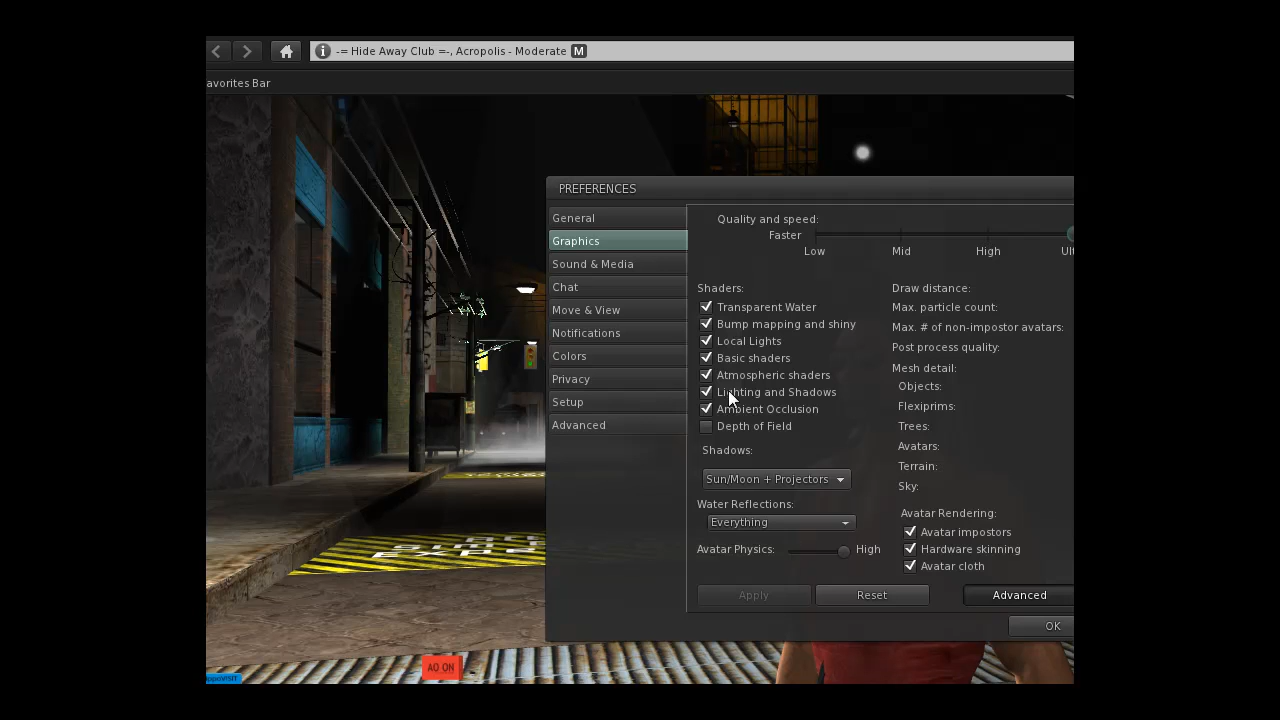 -= Hide Away Club =-, Acropolis - Moderate M
avorites Bar
PREFERENCES
General
Graphics
Sound & Media
Chat
Move & View
Notifications
Colors
Privacy
Setup
Advanced
Quality and speed:
Faster
Low
Mid
High
Ult
Shaders:
Transparent Water
Bump mapping and shiny
Local Lights
Basic shaders
Atmospheric shaders
Lighting and Shadows
Ambient Occlusion
Depth of Field
Shadows:
Sun/Moon + Projectors
Water Reflections:
Everything
Avatar Physics:
High
Draw distance:
Max. particle count:
Max. # of non-impostor avatars:
Post process quality:
Mesh detail:
Objects:
Flexiprims:
Trees:
Avatars:
Terrain:
Sky:
Avatar Rendering:
Avatar impostors
Hardware skinning
Avatar cloth
Apply
Reset
Advanced
OK
AO ON